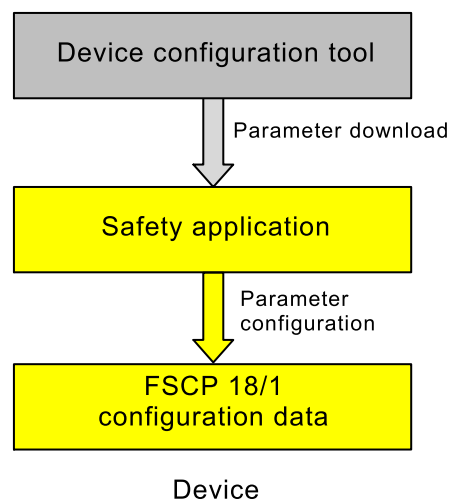 Device configuration tool
Parameter download
Safety application
Parameter
configuration
FSCP 18/1
configuration data
Device